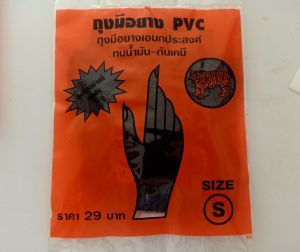 ถุงมือยาง PVC
ถุงมือยางเอนกประสงค์
ทนน้ำมัน-กันเคมี
SIZE
S
ราคา 29 บาท